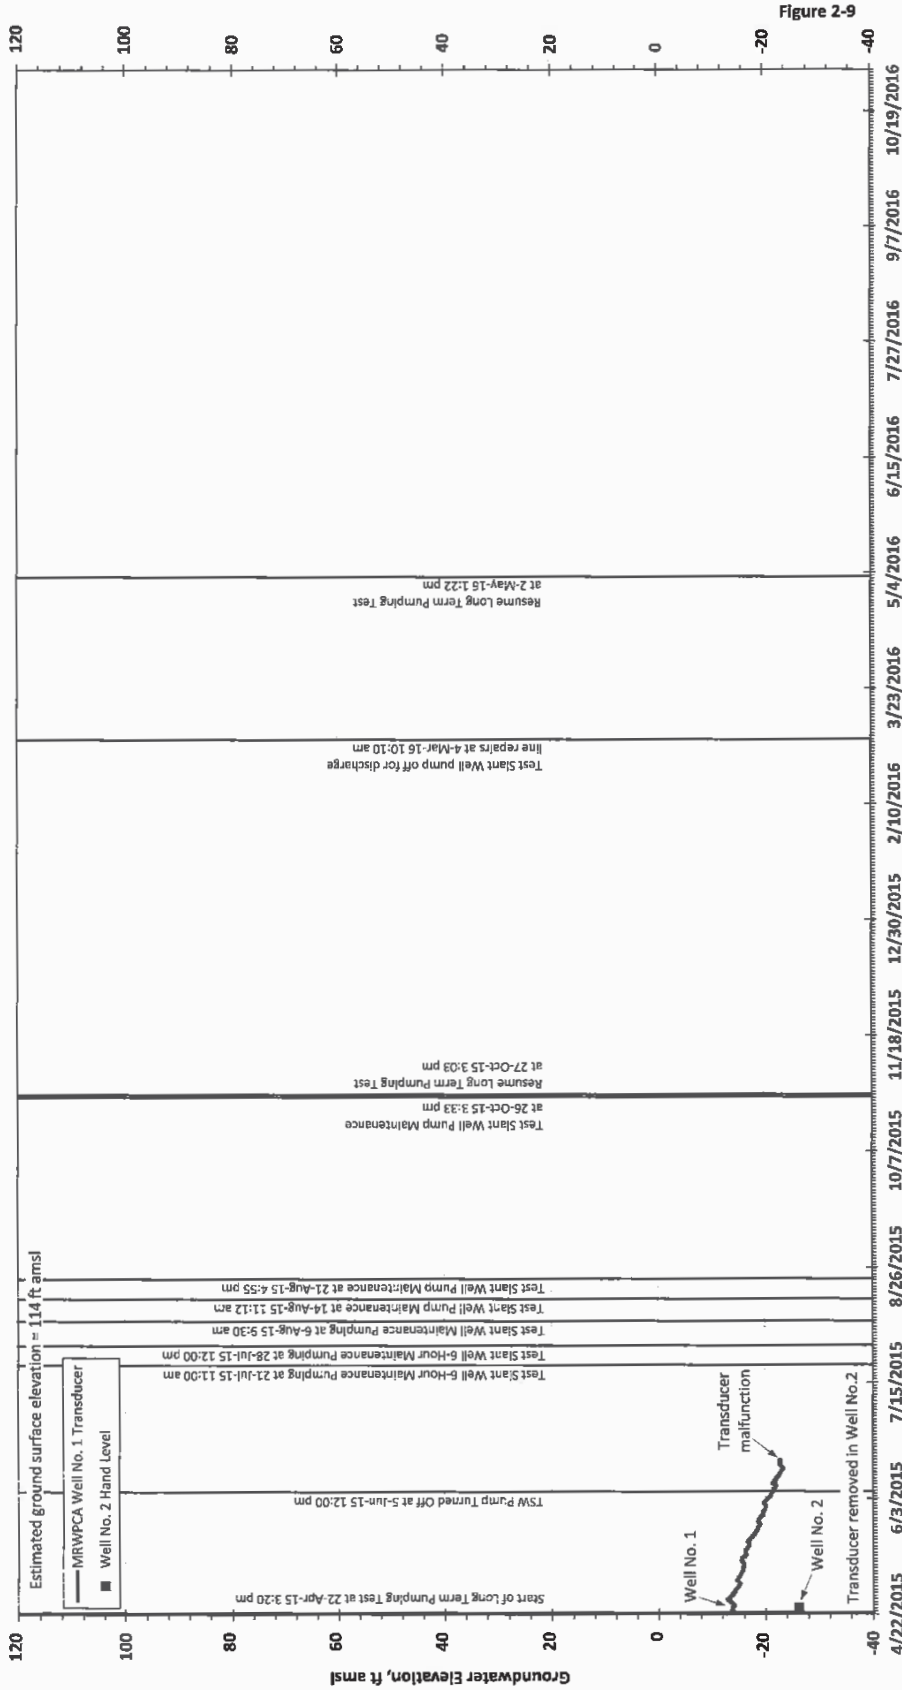 Figure 2-9
Groundwater Elevation, ft amsl
120
100
80
60
40
20
0
-20
-40
120
100
80
60
40
20
0
-20
-40
4/22/2015
6/3/2015
7/15/2015
8/26/2015
10/7/2015
11/18/2015
12/30/2015
2/10/2016
3/23/2016
5/4/2016
6/15/2016
7/27/2016
9/7/2016
10/19/2016
Estimated ground surface elevation = 114 ft amsl
MRWPCA Well No. 1 Transducer
Well No. 2 Hand Level
Start of Long Term Pumping Test at 22-Apr-15 3:20 pm
TSW Pump Turned Off at 5-Jun-15 12:00 pm
Test Slant Well 6-Hour Maintenance Pumping at 21-Jul-15 11:00 am
Test Slant Well 6-Hour Maintenance Pumping at 28-Jul-15 12:00 pm
Test Slant Well Maintenance Pumping at 6-Aug-15 9:30 am
Test Slant Well Pump Maintenance at 14-Aug-15 11:12 am
Test Slant Well Pump Maintenance at 21-Aug-15 4:55 pm
Test Slant Well Pump Maintenance
at 26-Oct-15 3:33 pm
Resume Long Term Pumping Test
at 27-Oct-15 3:03 pm
Test Slant Well pump off for discharge
line repairs at 4-Mar-16 10:10 am
Resume Long Term Pumping Test
at 2-May-16 1:22 pm
Well No. 1
Transducer
malfunction
Well No. 2
Transducer removed in Well No.2